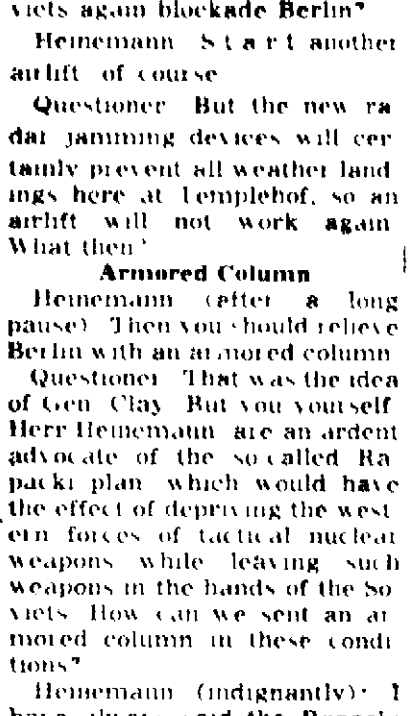 viets again blockade Berlin?
Heinemann Start another
airlift of course
Questioner But the new ra
dar jamming devices will cer
tainly prevent all weather land
ings here at Templehof, so an
airlift will not work again
What then?
Armored Column
Heinemann (after a long
pause) Then you should relieve
Berlin with an armored column
Questioner That was the idea
of Gen Clay But you yourself
Herr Heinemann are an ardent
advocate of the so called Ra
packi plan which would have
the effect of depriving the west
ern forces of tactical nuclear
weapons while leaving such
weapons in the hands of the So
viets How can we sent an ar
mored column in these condi
tions?
Heinemann (indignantly): I